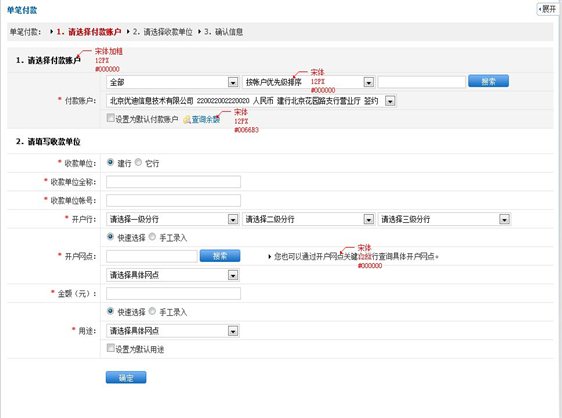 单笔付款
展开
单笔付款: 1. 请选择付款账户 2. 请选择收款单位 3. 确认信息
1. 请选择付款账户
宋体加粗
12PX
#000000
全部 按帐户优先级排序 搜索
宋体
12PX
#000000
* 付款账户: 北京优迪信息技术有限公司 220022002220020 人民币 建行北京花园路支行营业厅 签约
设置为默认付款账户 查询余额
宋体
12PX
#0066B3
2. 请填写收款单位
* 收款单位: 建行 它行
* 收款单位全称:
* 收款单位帐号:
* 开户行: 请选择一级分行 请选择二级分行 请选择三级分行
快速选择 手工录入
* 开户网点: 搜索 您也可以通过开户网点关键进行查询具体开户网点。
宋体
#000000
请选择具体网点
* 金额（元）:
快速选择 手工录入
* 用途: 请选择具体网点
设置为默认用途
确定